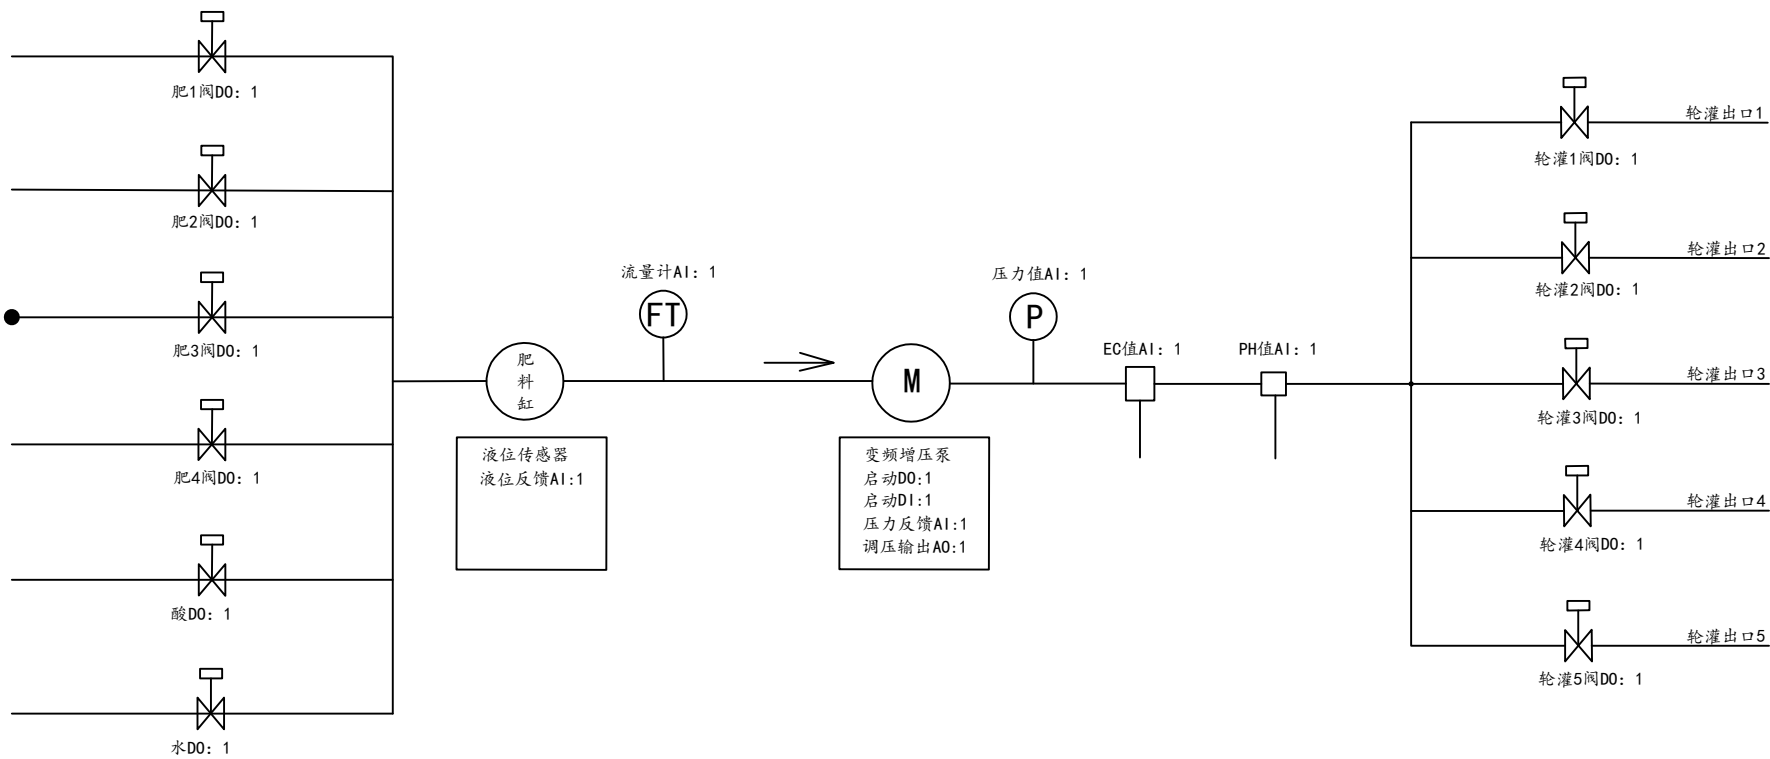 肥1阀DO: 1
肥2阀DO: 1
肥3阀DO: 1
肥4阀DO: 1
酸DO: 1
水DO: 1
肥
料
缸
液位传感器
液位反馈AI:1
流量计AI: 1
FT
M
变频增压泵
启动DO:1
启动DI:1
压力反馈AI:1
调压输出AO:1
压力值AI: 1
P
EC值AI: 1
PH值AI: 1
轮灌出口1
轮灌1阀DO: 1
轮灌出口2
轮灌2阀DO: 1
轮灌出口3
轮灌3阀DO: 1
轮灌出口4
轮灌4阀DO: 1
轮灌出口5
轮灌5阀DO: 1